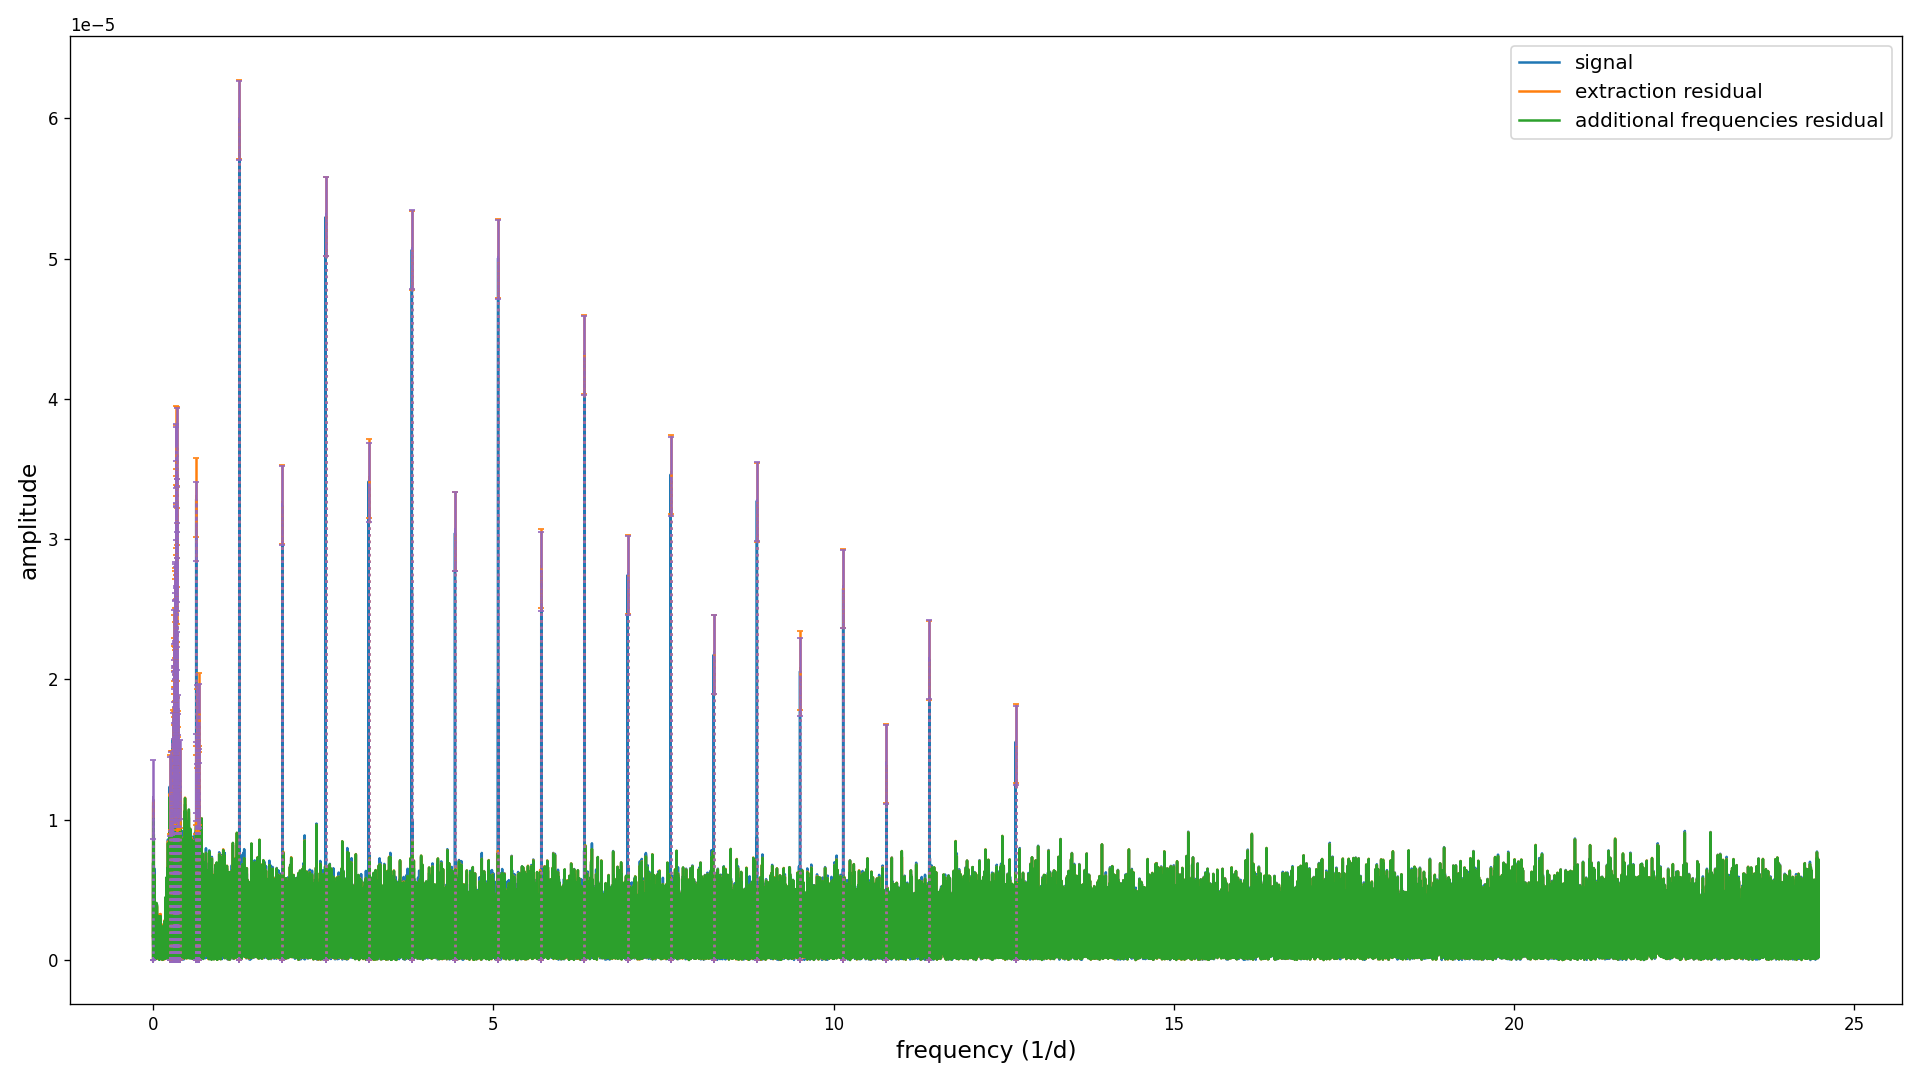 1e−5
signal
extraction residual
additional frequencies residual
6
5
4
3
2
1
0
amplitude
0
5
10
15
20
25
frequency (1/d)